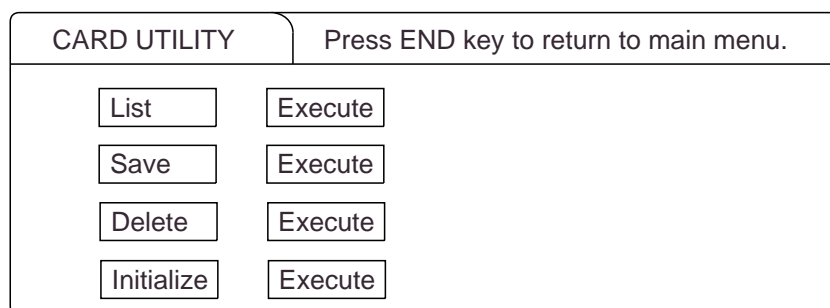 CARD UTILITY Press END key to return to main menu.
List Execute
Save Execute
Delete Execute
Initialize Execute